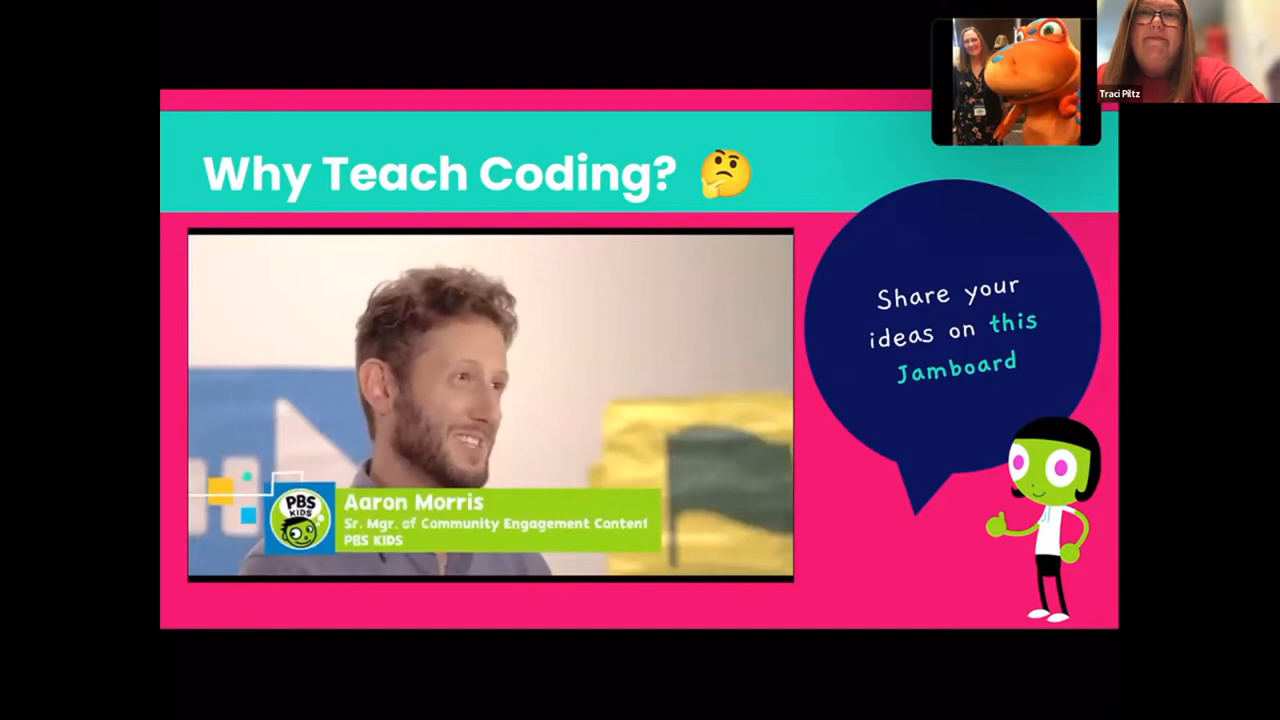 Traci Piltz
Why Teach Coding?
Share your
ideas on this
Jamboard
PBS
KIDS
Aaron Morris
Sr. Mgr. of Community Engagement Content
PBS KIDS